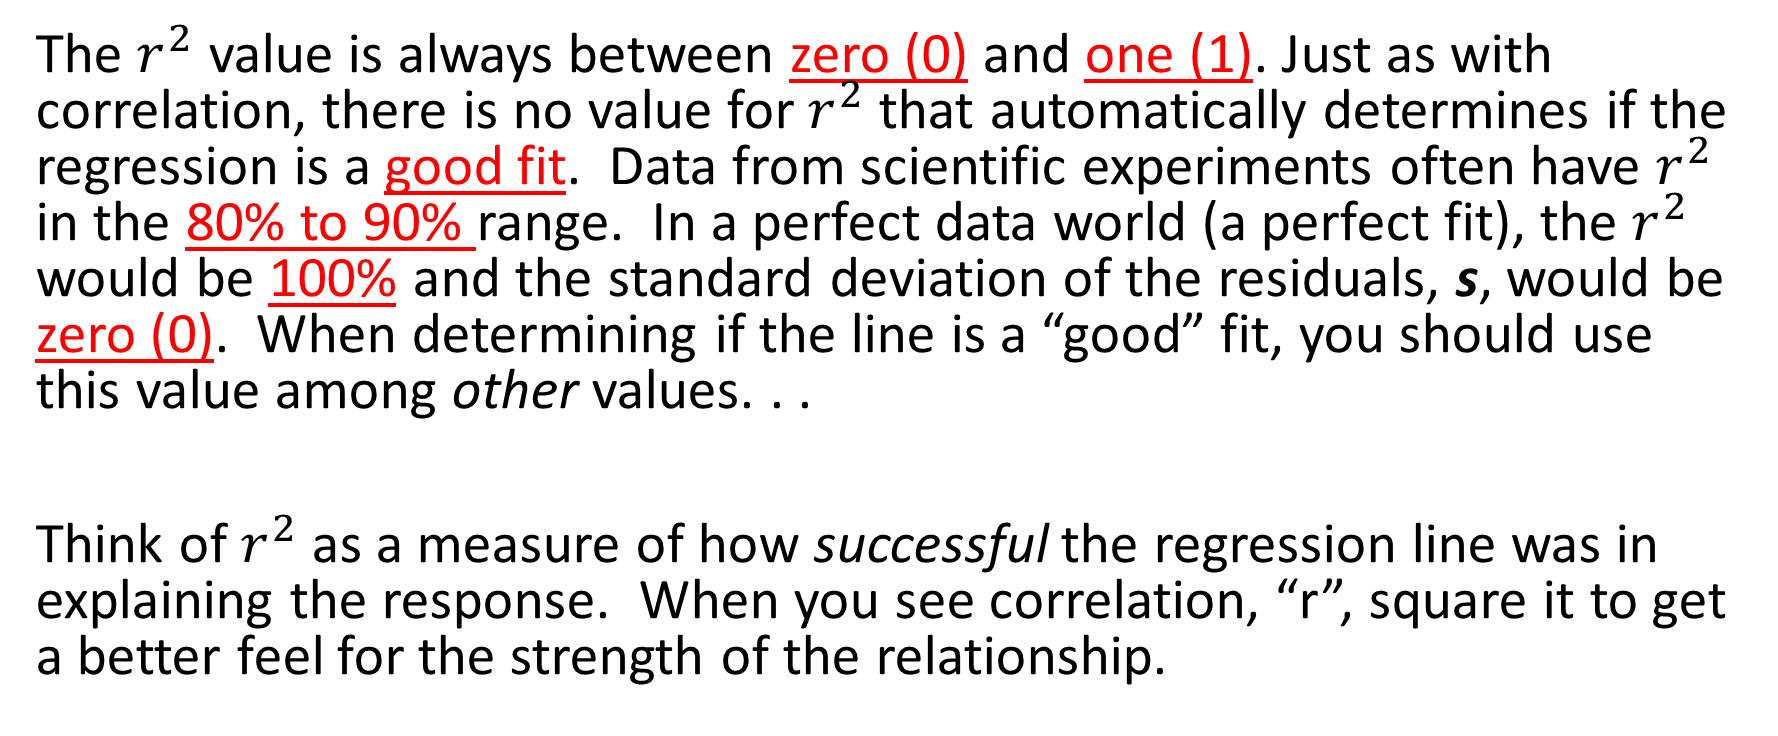 The r² value is always between zero (0) and one (1). Just as with
correlation, there is no value for r² that automatically determines if the
regression is a good fit.  Data from scientific experiments often have r²
in the 80% to 90% range.  In a perfect data world (a perfect fit), the r²
would be 100% and the standard deviation of the residuals, s, would be
zero (0).  When determining if the line is a “good” fit, you should use
this value among other values. . .
Think of r² as a measure of how successful the regression line was in
explaining the response.  When you see correlation, “r”, square it to get
a better feel for the strength of the relationship.